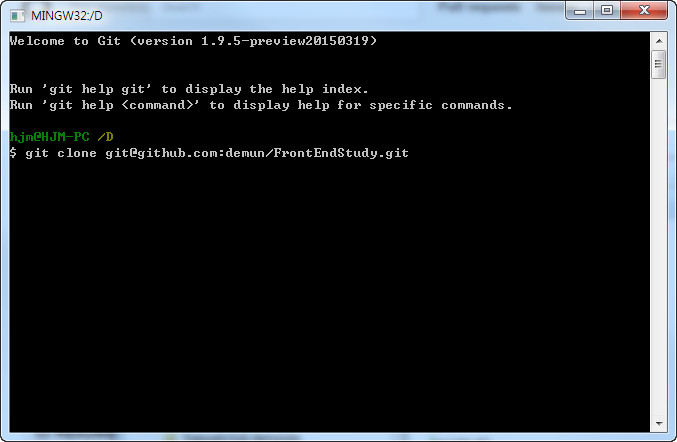 MINGW32:/D
Welcome to Git (version 1.9.5-preview20150319)
Run 'git help git' to display the help index.
Run 'git help <command>' to display help for specific commands.
hjm@HJM-PC /D
$ git clone git@github.com:demun/FrontEndStudy.git